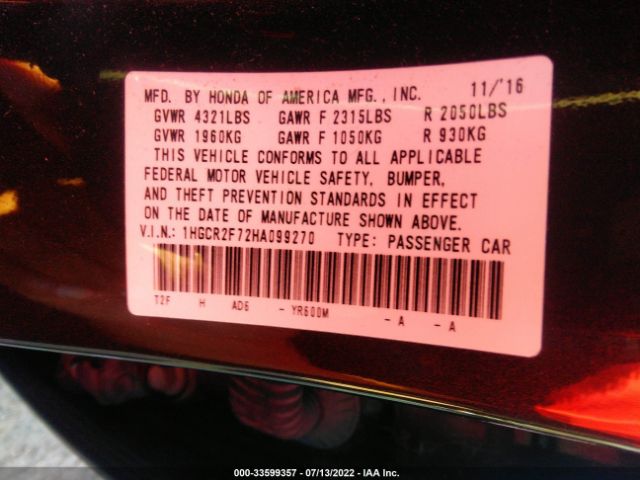 MFD. BY HONDA OF AMERICA MFG., INC. 11/'16
GVWR 4321LBS GAWR F 2315LBS R 2050LBS
GVWR 1960KG GAWR F 1050KG R 930KG
THIS VEHICLE CONFORMS TO ALL APPLICABLE
FEDERAL MOTOR VEHICLE SAFETY, BUMPER,
AND THEFT PREVENTION STANDARDS IN EFFECT
ON THE DATE OF MANUFACTURE SHOWN ABOVE.
V.I.N.: 1HGCR2F72HA099270 TYPE: PASSENGER CAR
T2F H AD6 - YR600M - A - A
000-33599357 - 07/13/2022 - IAA Inc.